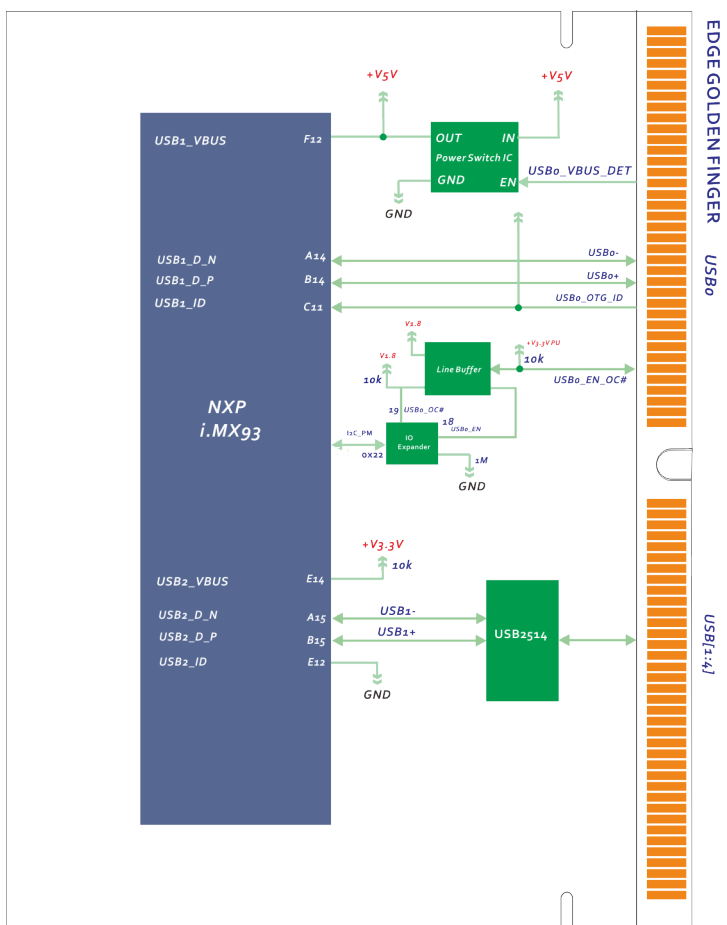 EDGE GOLDEN FINGER
+V5V
+V5V
USB1_VBUS
F12
OUT
IN
Power Switch IC
GND
EN
USB0_VBUS_DET
GND
USB0
USB1_D_N
A14
USB0-
USB1_D_P
B14
USB0+
USB1_ID
C11
USB0_OTG_ID
V1.8
+V3.3V PU
10k
V1.8
10k
Line Buffer
USB0_EN_OC#
NXP
i.MX93
19
USB0_OC#
18
USB0_EN
I2C_PM
0X22
IO
Expander
1M
GND
+V3.3V
10k
USB2_VBUS
E14
USB2_D_N
A15
USB1-
USB2_D_P
B15
USB1+
USB2514
USB2_ID
E12
GND
USB[1:4]